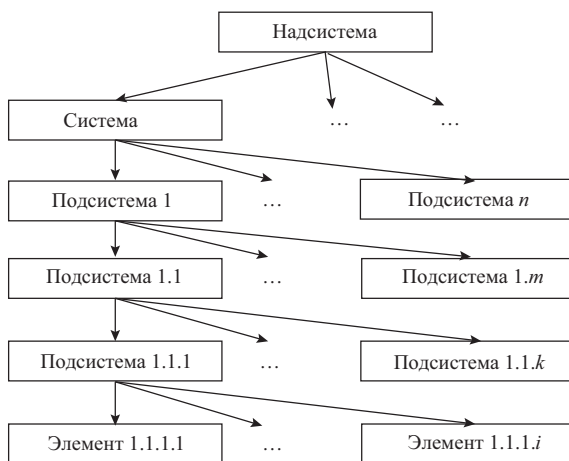 Надсистема
Система … …
Подсистема 1 … Подсистема n
Подсистема 1.1 … Подсистема 1.m
Подсистема 1.1.1 … Подсистема 1.1.k
Элемент 1.1.1.1 … Элемент 1.1.1.i